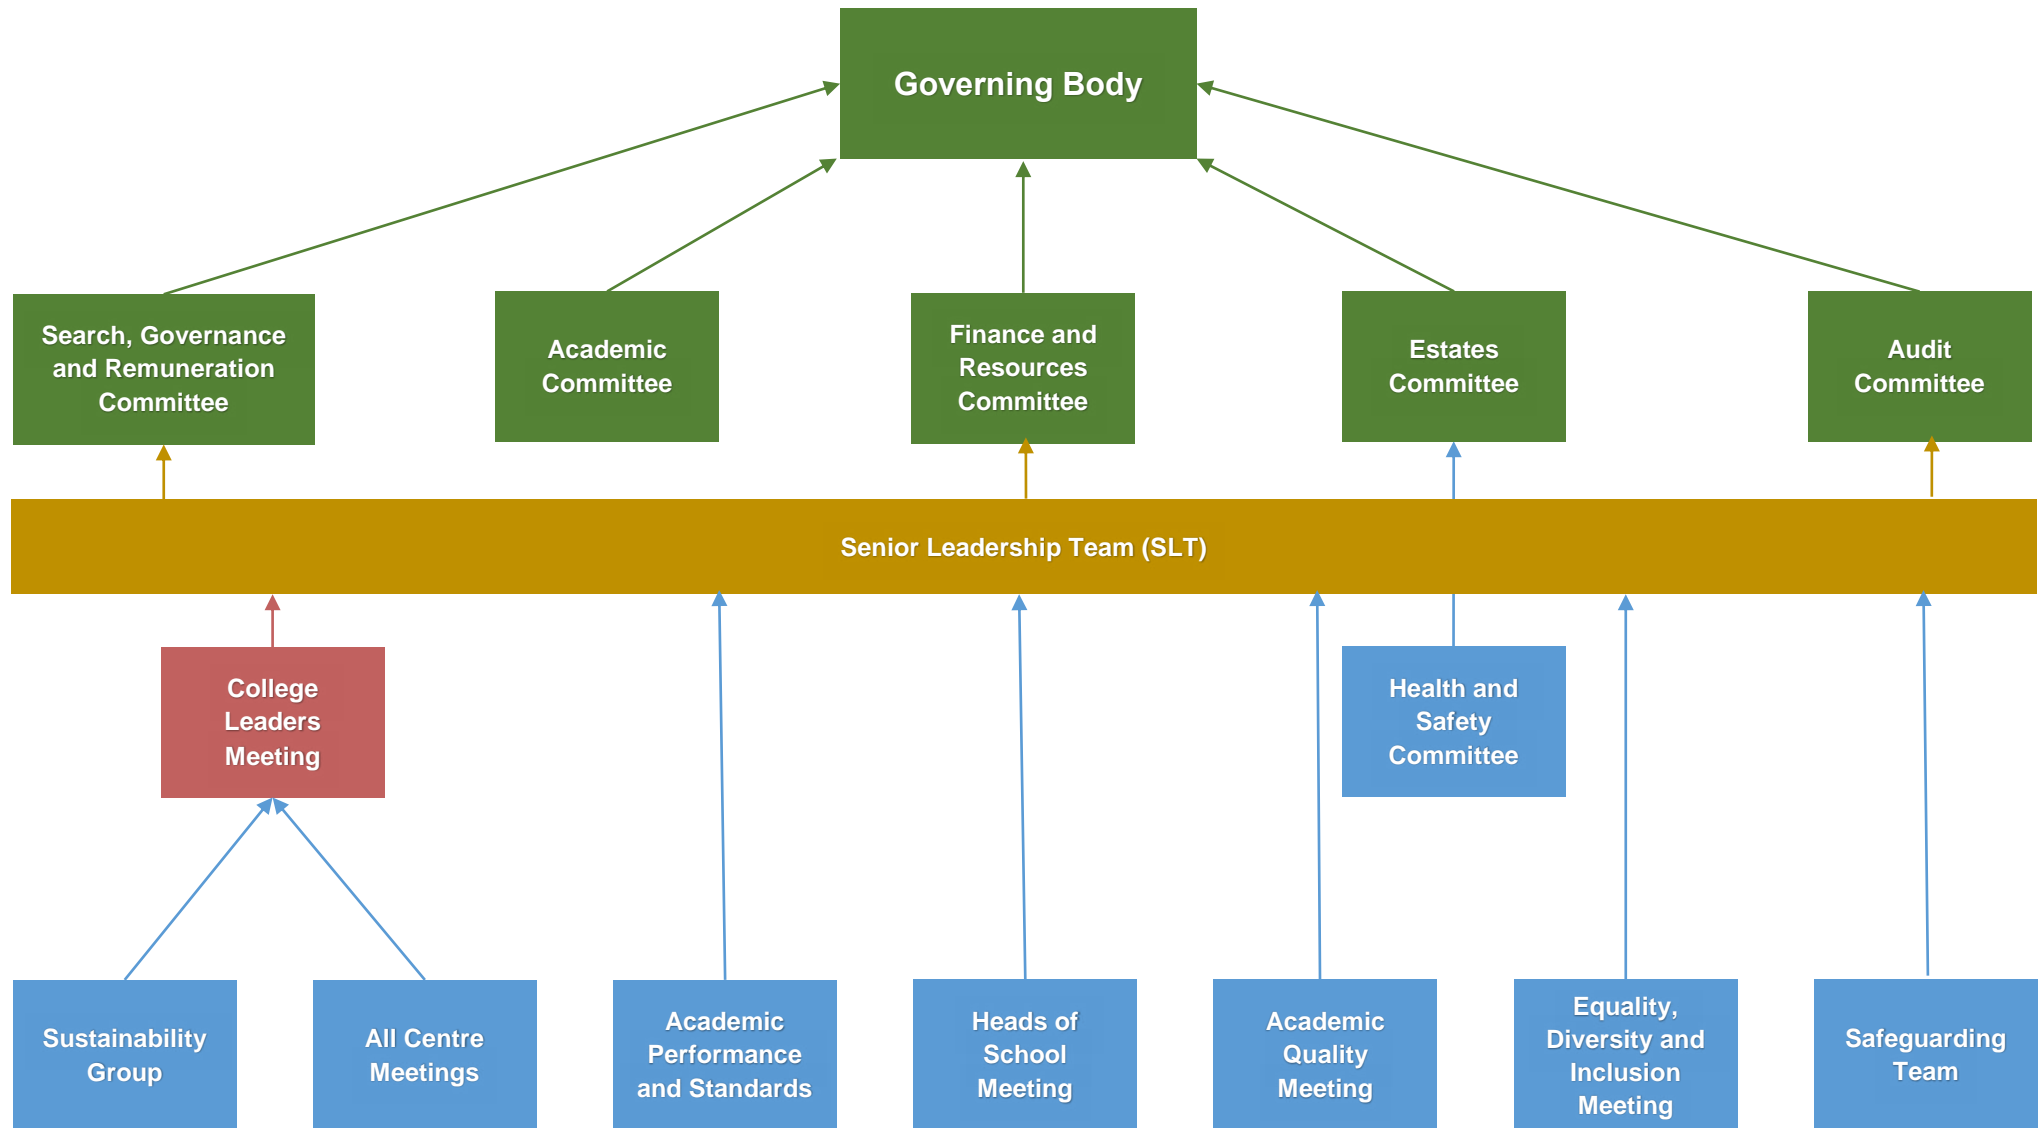 Governing Body
Search, Governance
and Remuneration
Committee
Academic
Committee
Finance and
Resources
Committee
Estates
Committee
Audit
Committee
Senior Leadership Team (SLT)
College
Leaders
Meeting
Health and
Safety
Committee
Sustainability
Group
All Centre
Meetings
Academic
Performance
and Standards
Heads of
School
Meeting
Academic
Quality
Meeting
Equality,
Diversity and
Inclusion
Meeting
Safeguarding
Team